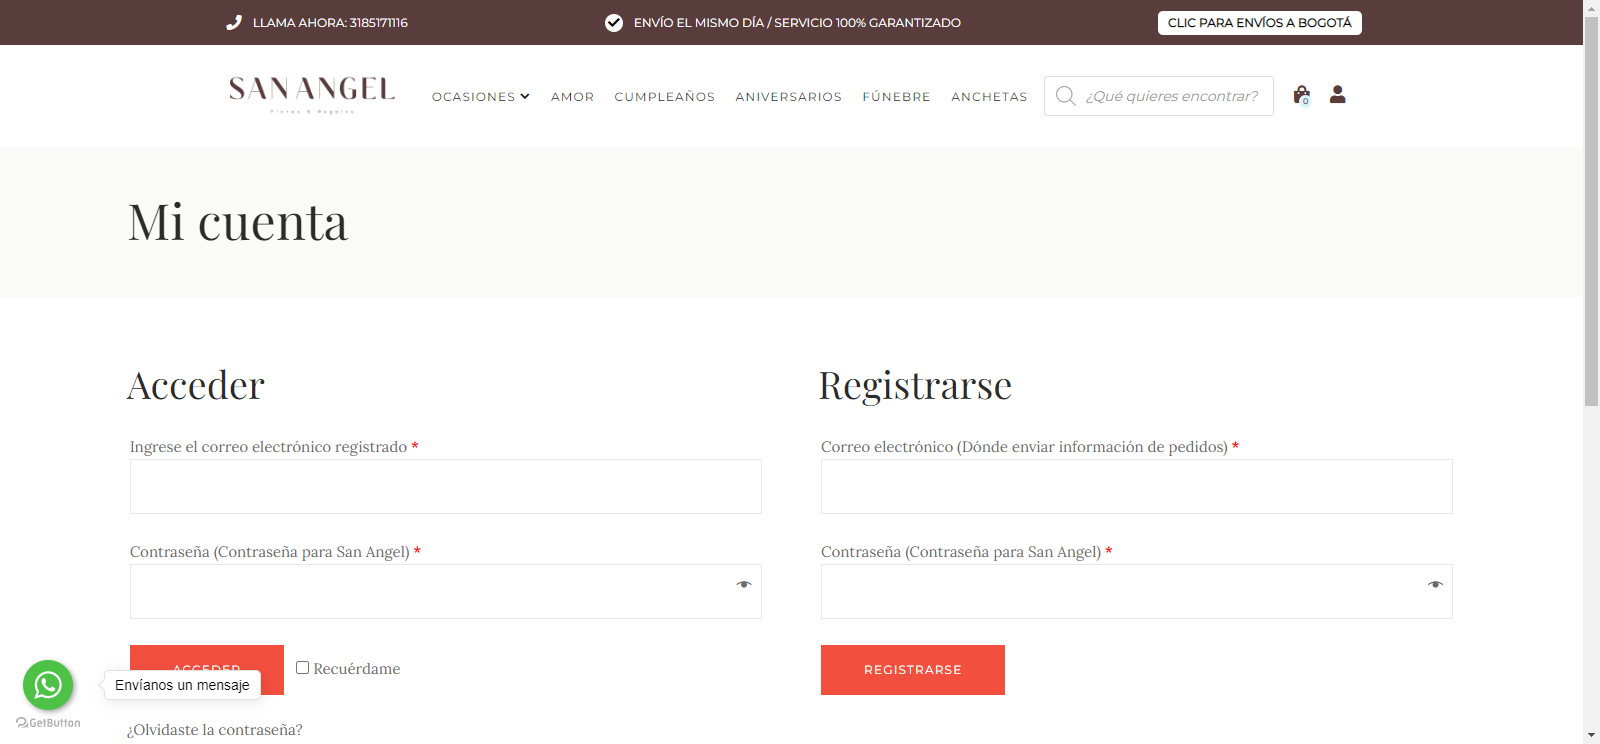 LLAMA AHORA: 3185171116
ENVÍO EL MISMO DÍA / SERVICIO 100% GARANTIZADO
CLIC PARA ENVÍOS A BOGOTÁ
SAN ANGEL
Flores & Regalos
OCASIONES
AMOR
CUMPLEAÑOS
ANIVERSARIOS
FÚNEBRE
ANCHETAS
¿Qué quieres encontrar?
0
Mi cuenta
Acceder
Ingrese el correo electrónico registrado *
Contraseña (Contraseña para San Angel) *
ACCEDER
Recuérdame
¿Olvidaste la contraseña?
Registrarse
Correo electrónico (Dónde enviar información de pedidos) *
Contraseña (Contraseña para San Angel) *
REGISTRARSE
Envíanos un mensaje
GetButton